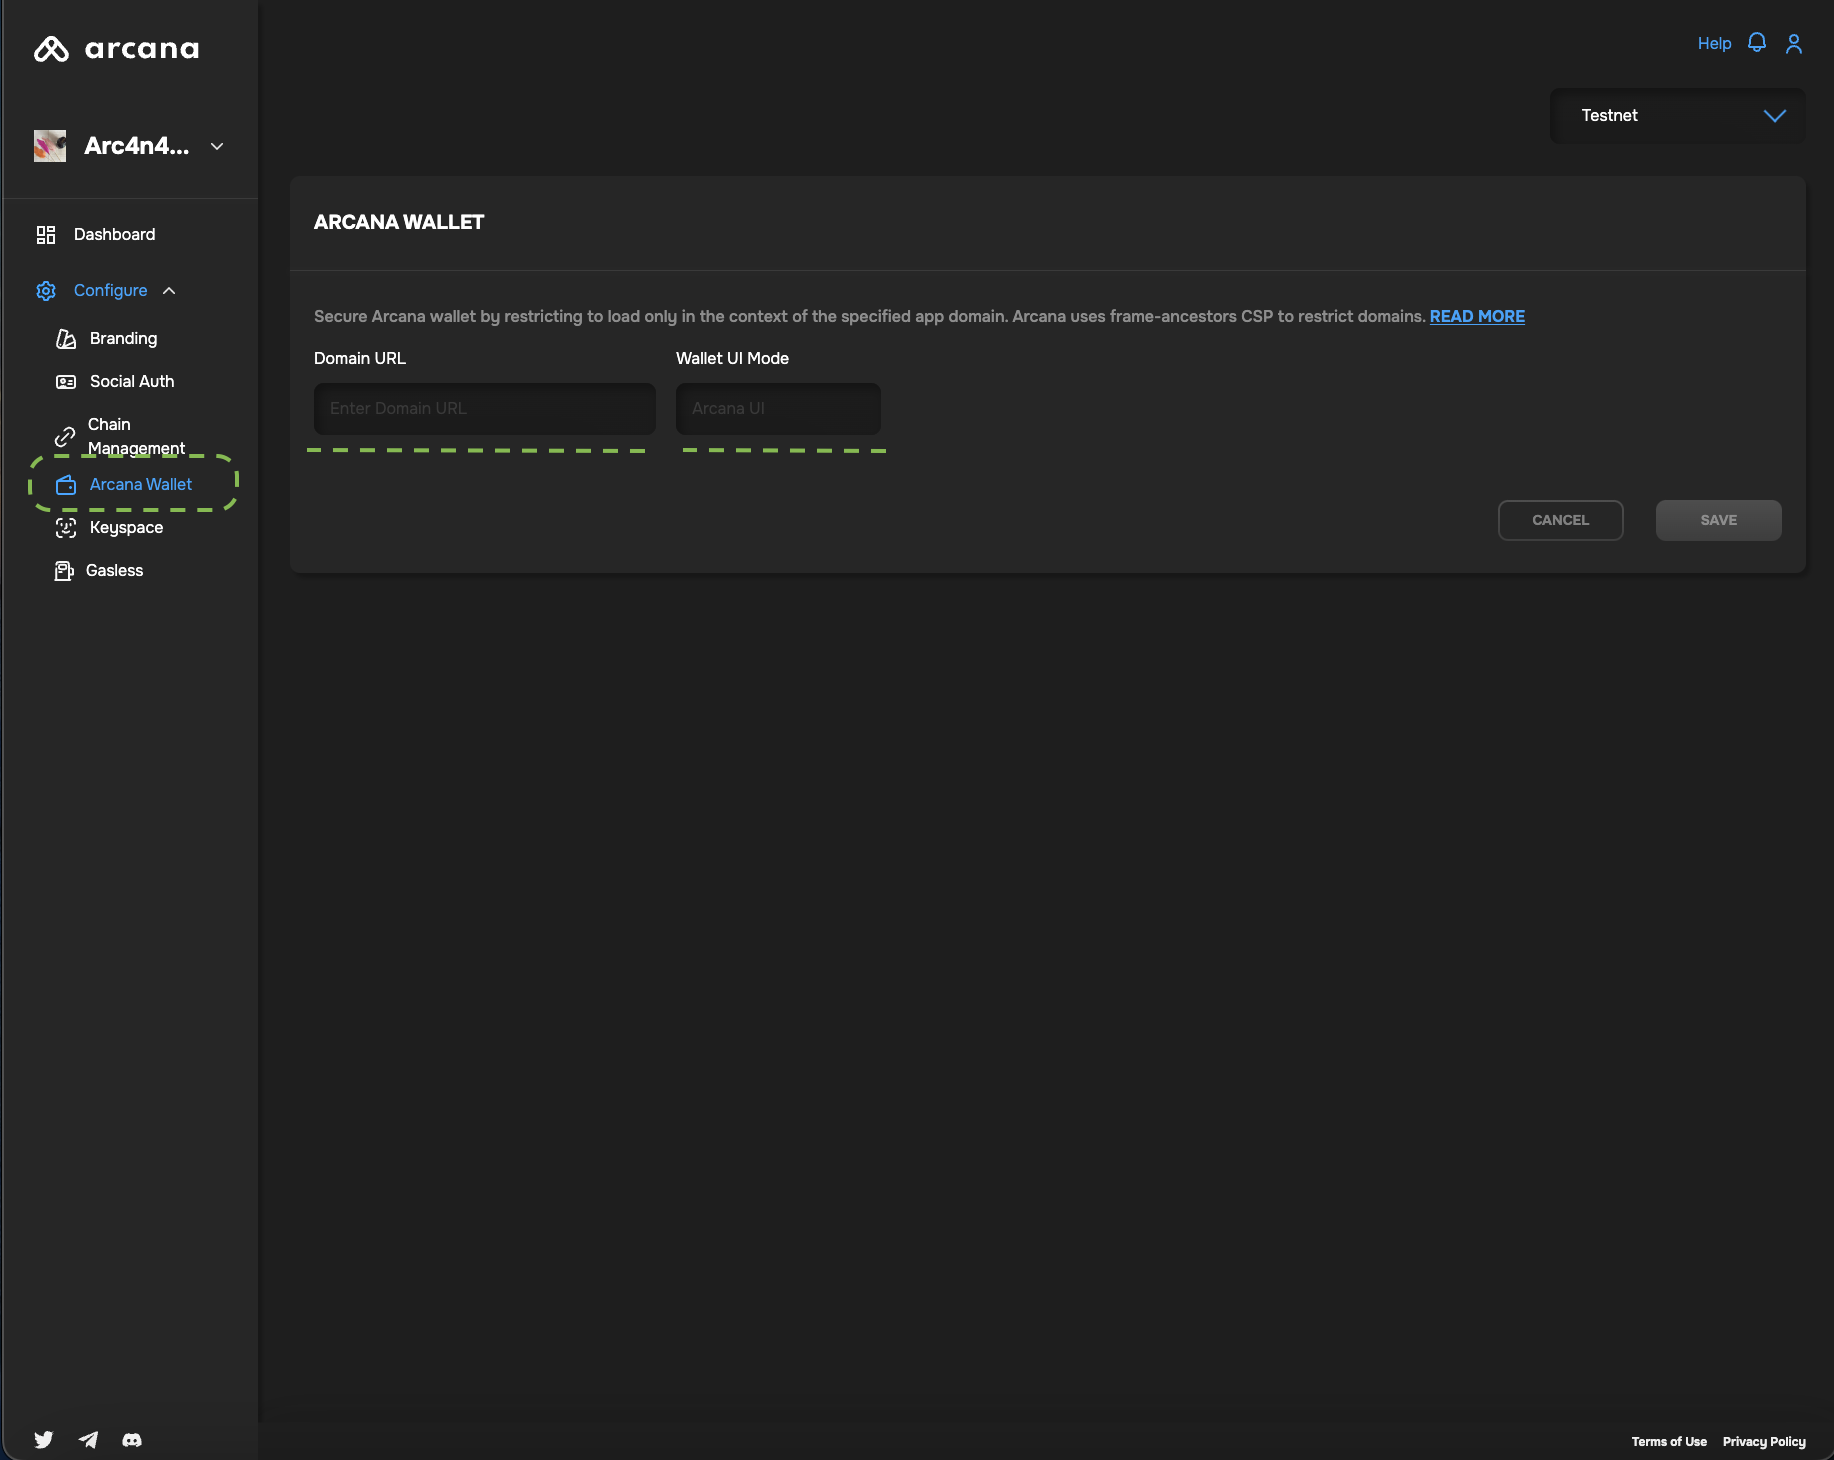 arcana
Help
Testnet
Arc4n4...
Dashboard
Configure
Branding
Social Auth
Chain
Management
Arcana Wallet
Keyspace
Gasless
ARCANA WALLET
Secure Arcana wallet by restricting to load only in the context of the specified app domain. Arcana uses frame-ancestors CSP to restrict domains. READ MORE
Domain URL
Wallet UI Mode
Enter Domain URL
Arcana UI
CANCEL
SAVE
Terms of Use
Privacy Policy